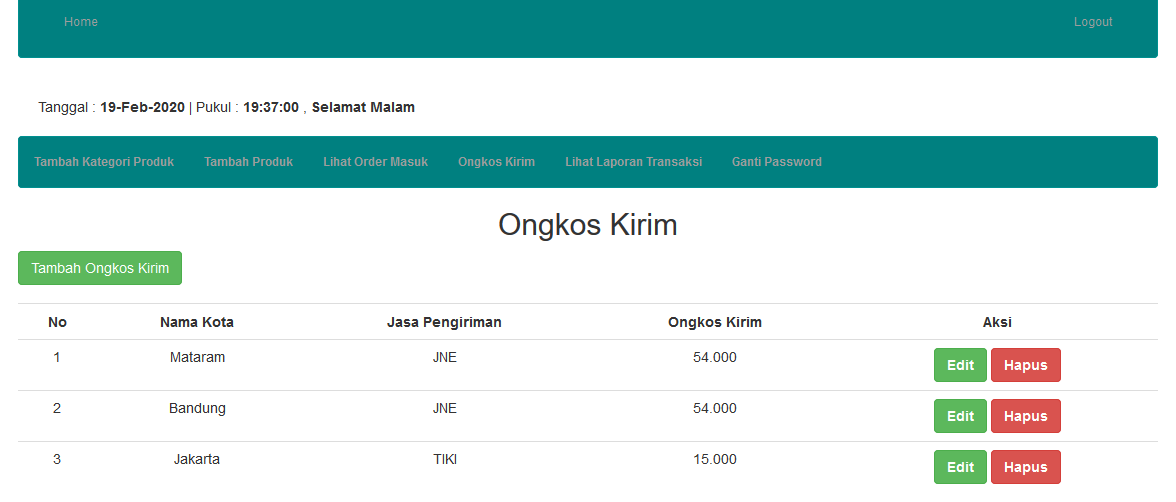 Home Logout
Tanggal : 19-Feb-2020 | Pukul : 19:37:00 , Selamat Malam
Tambah Kategori Produk Tambah Produk Lihat Order Masuk Ongkos Kirim Lihat Laporan Transaksi Ganti Password
Ongkos Kirim
Tambah Ongkos Kirim
No Nama Kota Jasa Pengiriman Ongkos Kirim Aksi
1 Mataram JNE 54.000 Edit Hapus
2 Bandung JNE 54.000 Edit Hapus
3 Jakarta TIKI 15.000 Edit Hapus